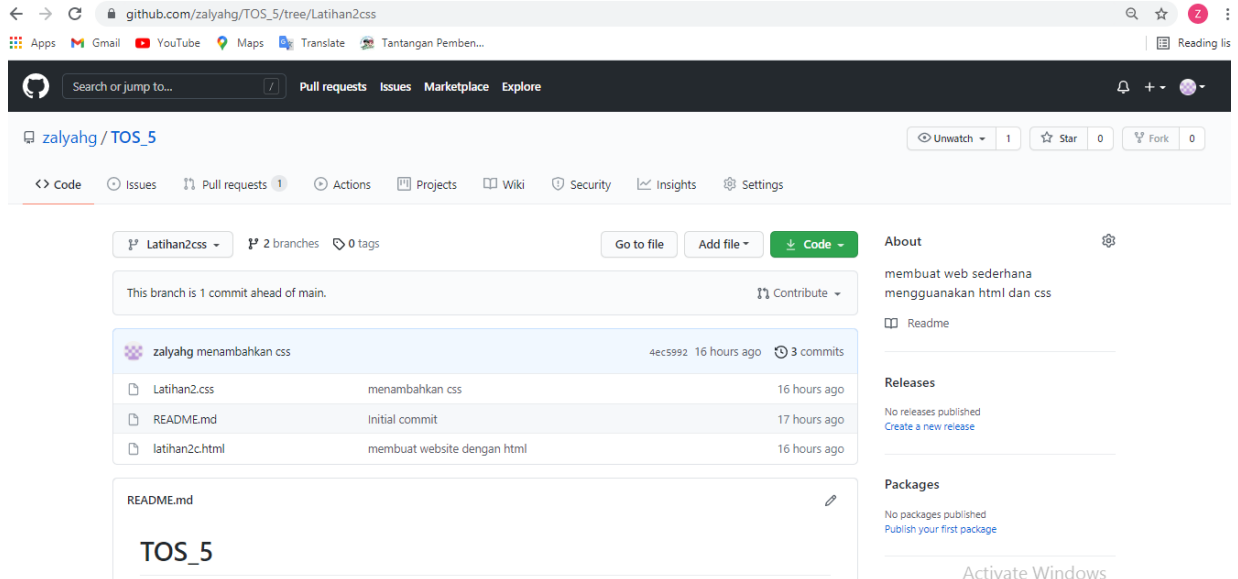 github.com/zalyahg/TOS_5/tree/Latihan2css
Z
Apps Gmail YouTube Maps Translate Tantangan Pemben... Reading lis
Search or jump to... / Pull requests Issues Marketplace Explore
zalyahg / TOS_5 Unwatch 1 Star 0 Fork 0
Code Issues Pull requests 1 Actions Projects Wiki Security Insights Settings
Latihan2css 2 branches 0 tags Go to file Add file Code
This branch is 1 commit ahead of main. Contribute
zalyahg menambahkan css 4ec5992 16 hours ago 3 commits
Latihan2.css menambahkan css 16 hours ago
README.md Initial commit 17 hours ago
latihan2c.html membuat website dengan html 16 hours ago
README.md
TOS_5
About
membuat web sederhana
mengguanakan html dan css
Readme
Releases
No releases published
Create a new release
Packages
No packages published
Publish your first package
Activate Windows